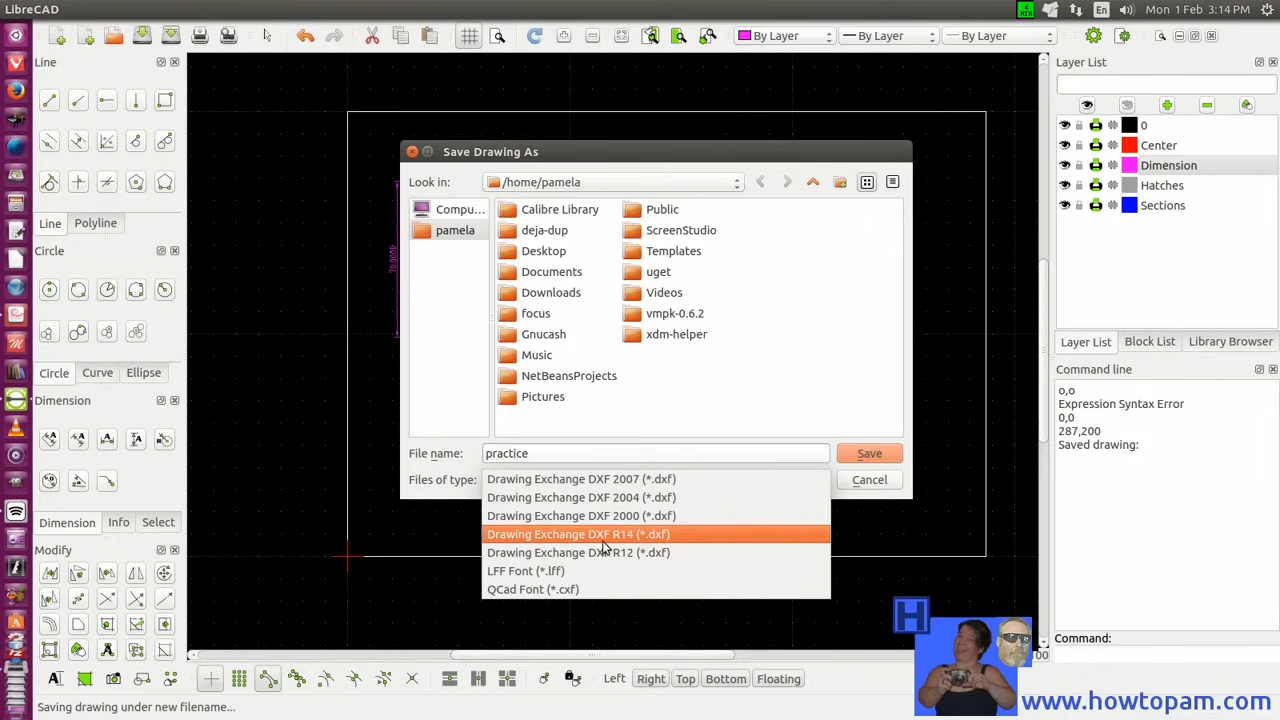 LibreCAD
4 MIN
En
Mon 1 Feb 3:14 PM
By Layer
By Layer
By Layer
Line
Line
Polyline
Circle
Circle
Curve
Ellipse
Dimension
Dimension
Info
Select
Modify
Save Drawing As
Look in:
/home/pamela
Compu...
pamela
Calibre Library
deja-dup
Desktop
Documents
Downloads
focus
Gnucash
Music
NetBeansProjects
Pictures
Public
ScreenStudio
Templates
uget
Videos
vmpk-0.6.2
xdm-helper
File name:
practice
Save
Files of type:
Cancel
Drawing Exchange DXF 2007 (*.dxf)
Drawing Exchange DXF 2004 (*.dxf)
Drawing Exchange DXF 2000 (*.dxf)
Drawing Exchange DXF R14 (*.dxf)
Drawing Exchange DXF R12 (*.dxf)
LFF Font (*.lff)
QCad Font (*.cxf)
Layer List
0
Center
Dimension
Hatches
Sections
Layer List
Block List
Library Browser
Command line
o,o
Expression Syntax Error
0,0
287,200
Saved drawing:
Command:
H
Left
Right
Top
Bottom
Floating
00
Saving drawing under new filename...
www.howtopam.com